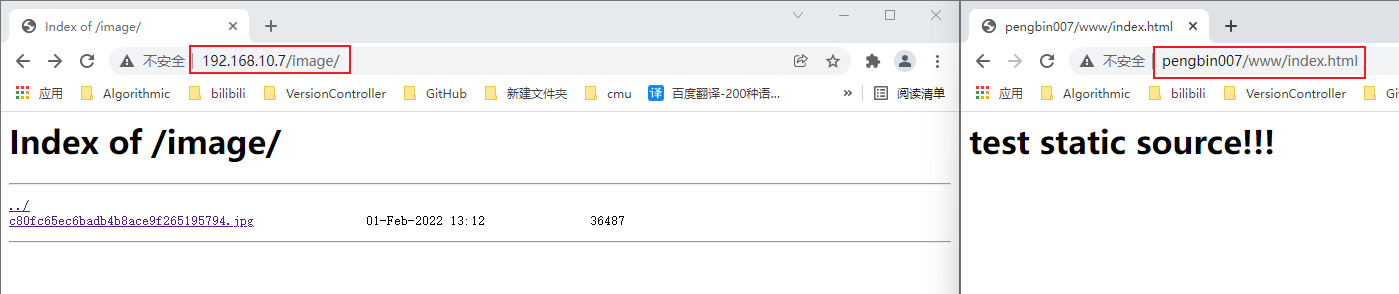 Index of /image/
不安全 192.168.10.7/image/
应用 Algorithmic bilibili VersionController GitHub 新建文件夹 cmu 译 百度翻译-200种语... » 阅读清单
Index of /image/
../
c80fc65ec6badb4b8ace9f265195794.jpg 01-Feb-2022 13:12 36487
pengbin007/www/index.html
不安全 pengbin007/www/index.html
应用 Algorithmic bilibili VersionController Gi
test static source!!!